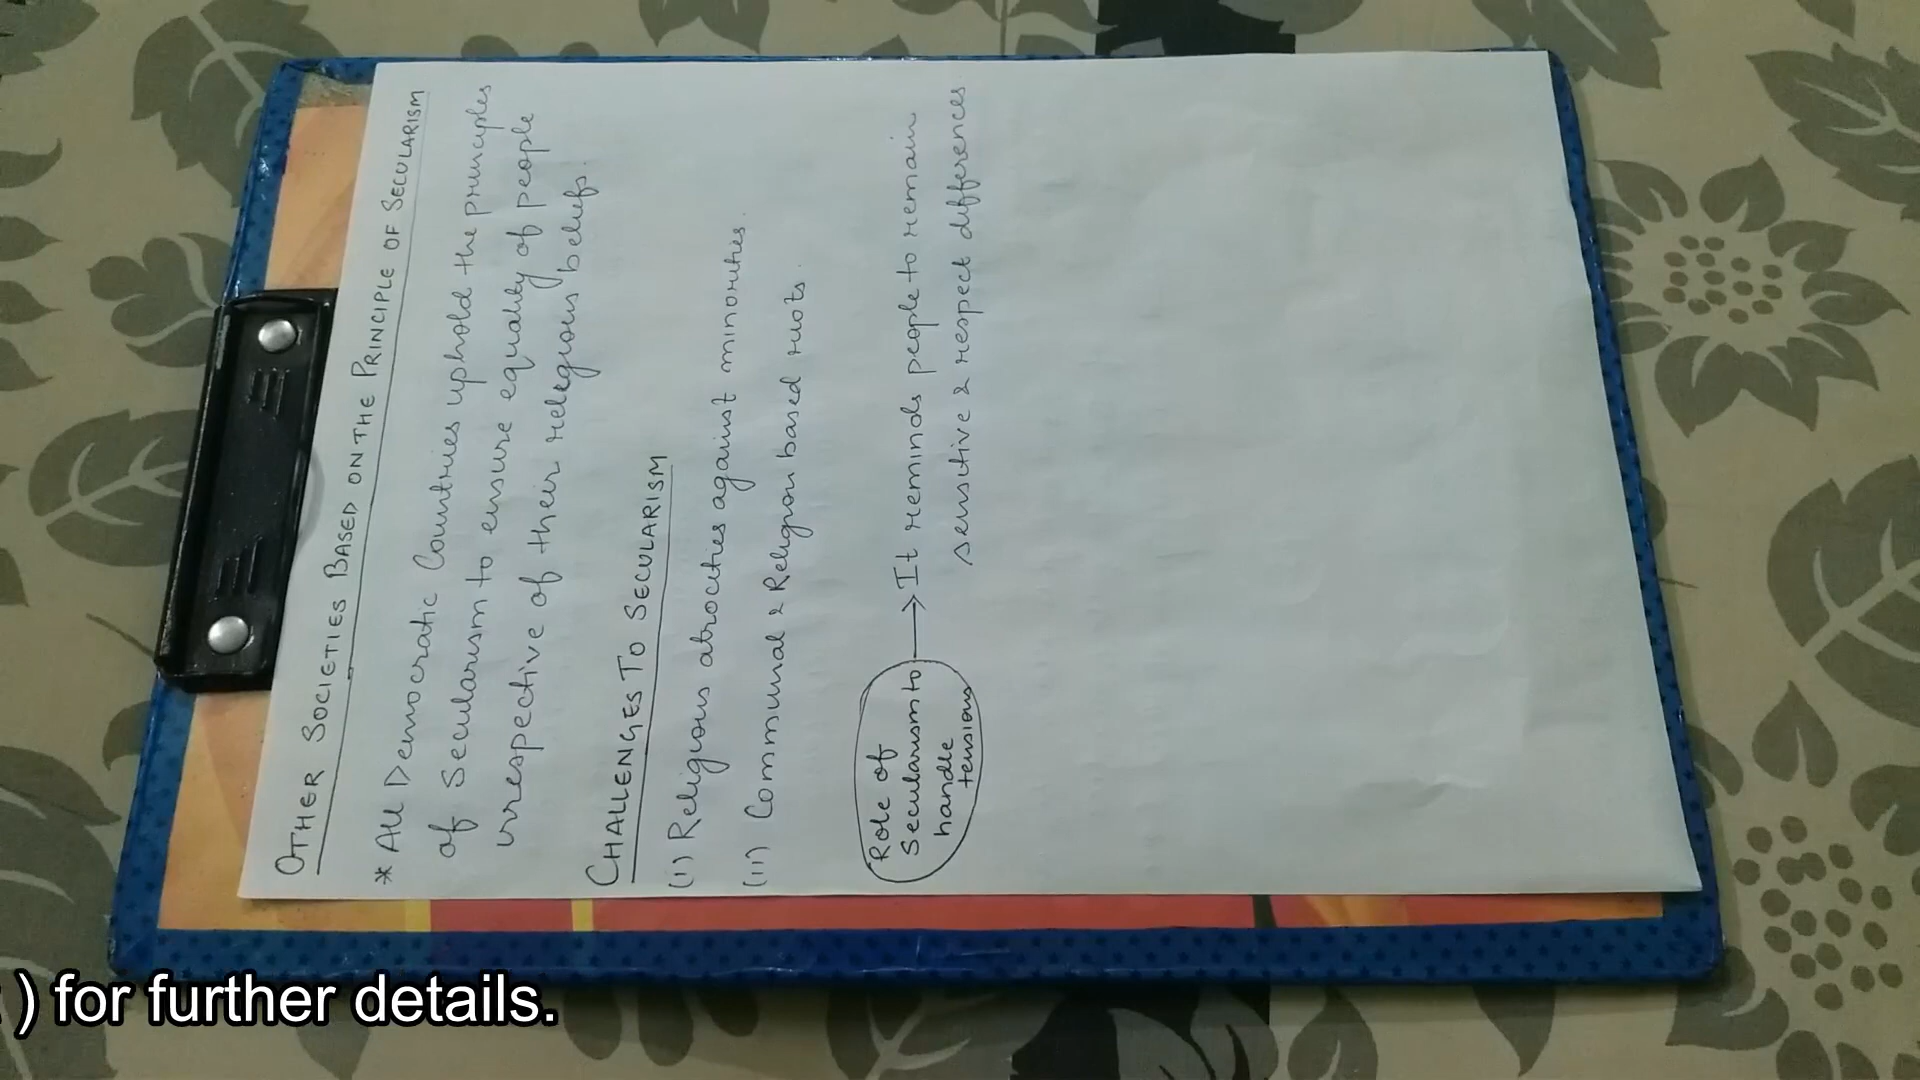 OTHER SOCIETIES BASED ON THE PRINCIPLE OF SECULARISM
* All Democratic Countries uphold the principles
of Secularism to ensure equality of people
irrespective of their religious beliefs.
CHALLENGES TO SECULARISM
(i) Religious atrocities against minorities.
(ii) Communal & Religion based riots.
Role of
Secularism to
handle
tensions
→ It reminds people to remain
sensitive & respect differences
) for further details.